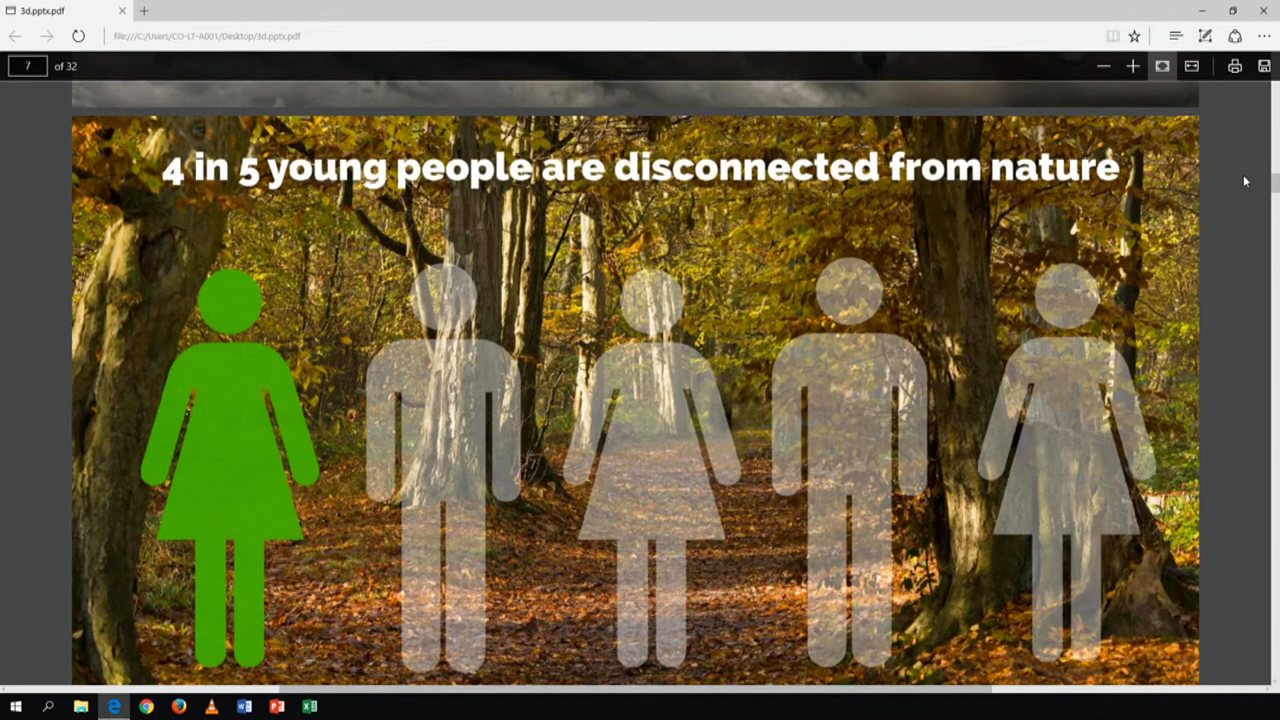 3d.pptx.pdf
file:///C:/Users/CO-LT-A001/Desktop/3d.pptx.pdf
7 of 32
4 in 5 young people are disconnected from nature